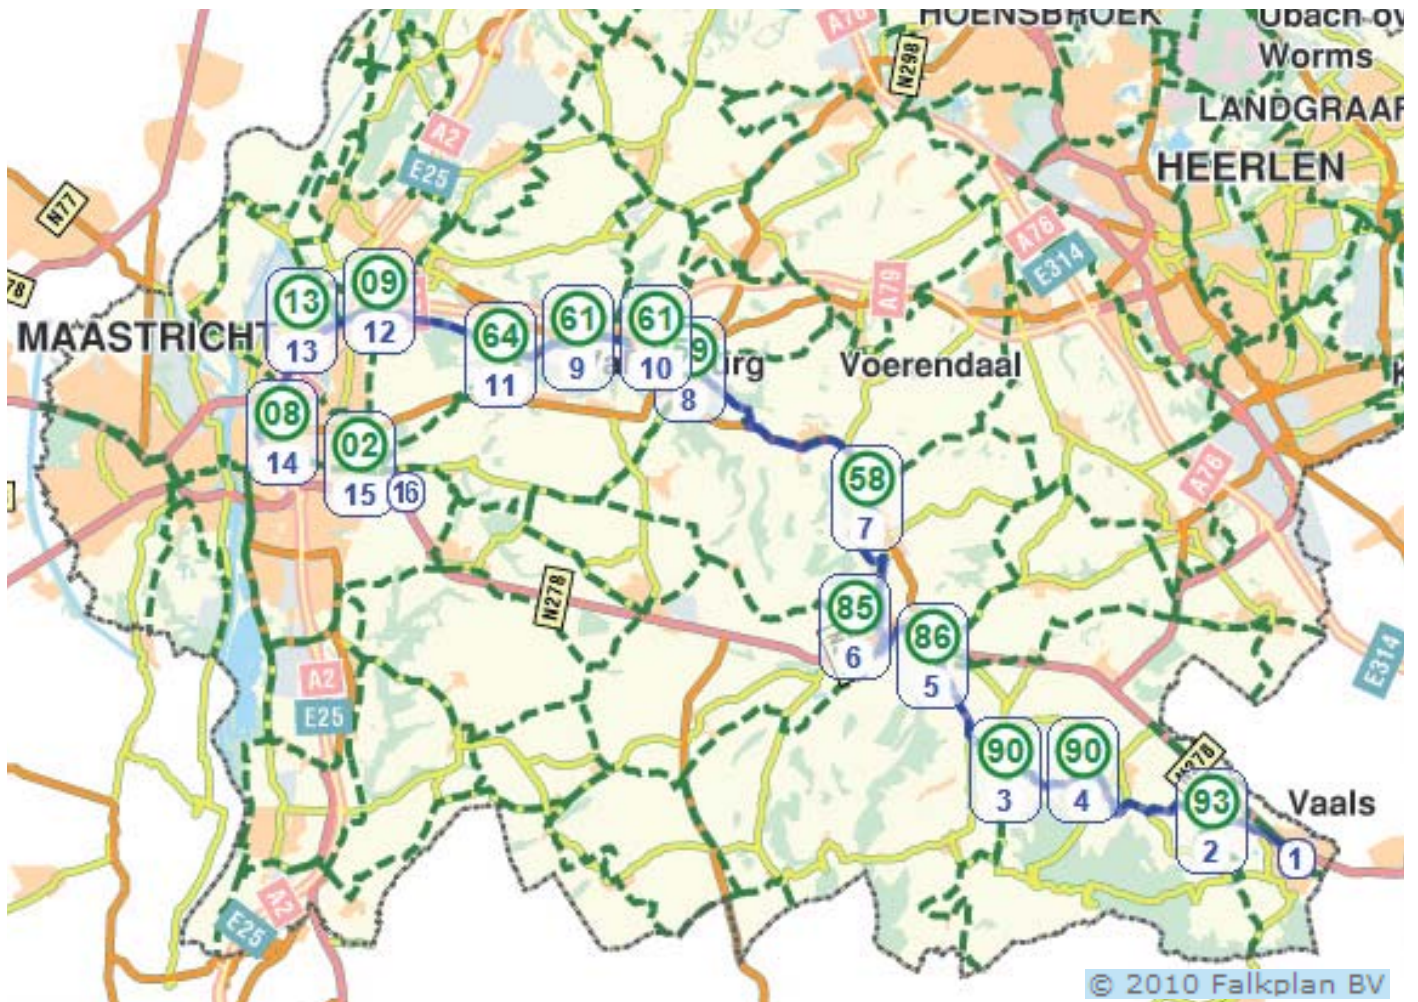 A76
HOENSBROEK
Worms
N298
LANDGRAAF
A2
E25
HEERLEN
N77
A76
E314
A79
13
09
12
MAASTRICHT
13
64
11
61
9
61
10
8
Voerendaal
08
14
02
15
16
58
7
A76
N278
85
6
86
5
E314
A2
E25
90
3
90
4
N278
93
2
Vaals
1
A2
E25
© 2010 Falkplan BV